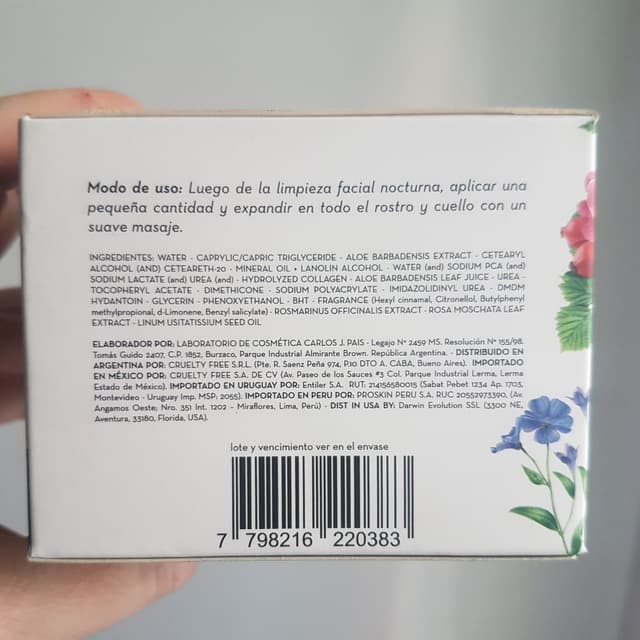 Modo de uso: Luego de la limpieza facial nocturna, aplicar una
pequeña cantidad y expandir en todo el rostro y cuello con un
suave masaje.
INGREDIENTES: WATER - CAPRYLIC/CAPRIC TRIGLYCERIDE - ALOE BARBADENSIS EXTRACT - CETEARYL
ALCOHOL (AND) CETEARETH-20 - MINERAL OIL • LANOLIN ALCOHOL - WATER (and) SODIUM PCA (and)
SODIUM LACTATE (and) UREA (and) - HYDROLYZED COLLAGEN - ALOE BARBADENSIS LEAF JUICE - UREA -
TOCOPHERYL ACETATE - DIMETHICONE - SODIUM POLYACRYLATE - IMIDAZOLIDINYL UREA - DMDM
HYDANTOIN - GLYCERIN - PHENOXYETHANOL - BHT - FRAGRANCE (Hexyl cinnamal, Citronellol, Butylphenyl
methylpropional, d-Limonene, Benzyl salicylate) - ROSMARINUS OFFICINALIS EXTRACT - ROSA MOSCHATA LEAF
EXTRACT - LINUM USITATISSIUM SEED OIL
ELABORADOR POR: LABORATORIO DE COSMÉTICA CARLOS J. PAIS - Legajo Nº 2459 MS. Resolución Nº 155/98.
Tomás Guido 2407, C.P. 1852, Burzaco, Parque Industrial Almirante Brown. República Argentina. - DISTRIBUIDO EN
ARGENTINA POR: CRUELTY FREE S.R.L. (Pte. R. Saenz Peña 974, P.10 DTO A, CABA, Bueno Aires). IMPORTADO
EN MÉXICO POR: CRUELTY FREE S.A. DE CV (Av. Paseo de los Sauces #3 Col. Parque Industrial Lerma, Lerma
Estado de México). IMPORTADO EN URUGUAY POR: Entiler S.A. RUT: 214156580015 (Sabat Pebet 1234 Ap. 1703,
Montevideo - Uruguay Imp. MSP: 2055). IMPORTADO EN PERU POR: PROSKIN PERU S.A. RUC 20552973390, (Av.
Angamos Oeste; Nro. 351 Int. 1202 - Miraflores, Lima, Perú) - DIST IN USA BY: Darwin Evolution SSL (3300 NE,
Aventura, 33180, Florida, USA).
lote y vencimiento ver en el envase
7 798216 220383